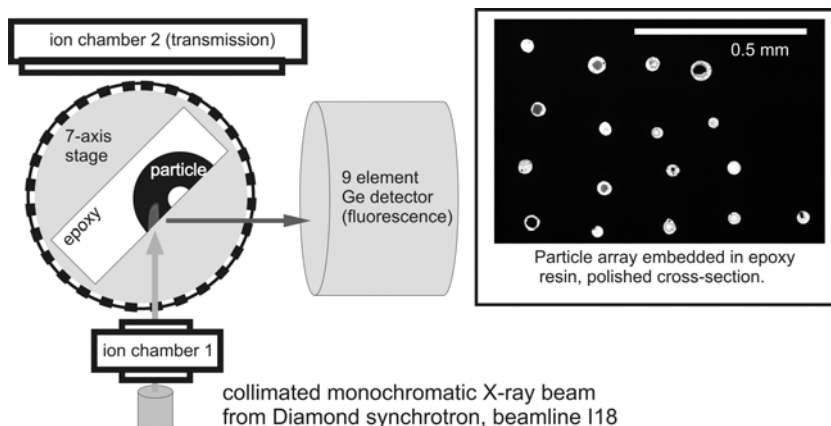 ion chamber 2 (transmission)
7-axis
stage
particle
epoxy
9 element
Ge detector
(fluorescence)
ion chamber 1
collimated monochromatic X-ray beam
from Diamond synchrotron, beamline I18
0.5 mm
Particle array embedded in epoxy
resin, polished cross-section.